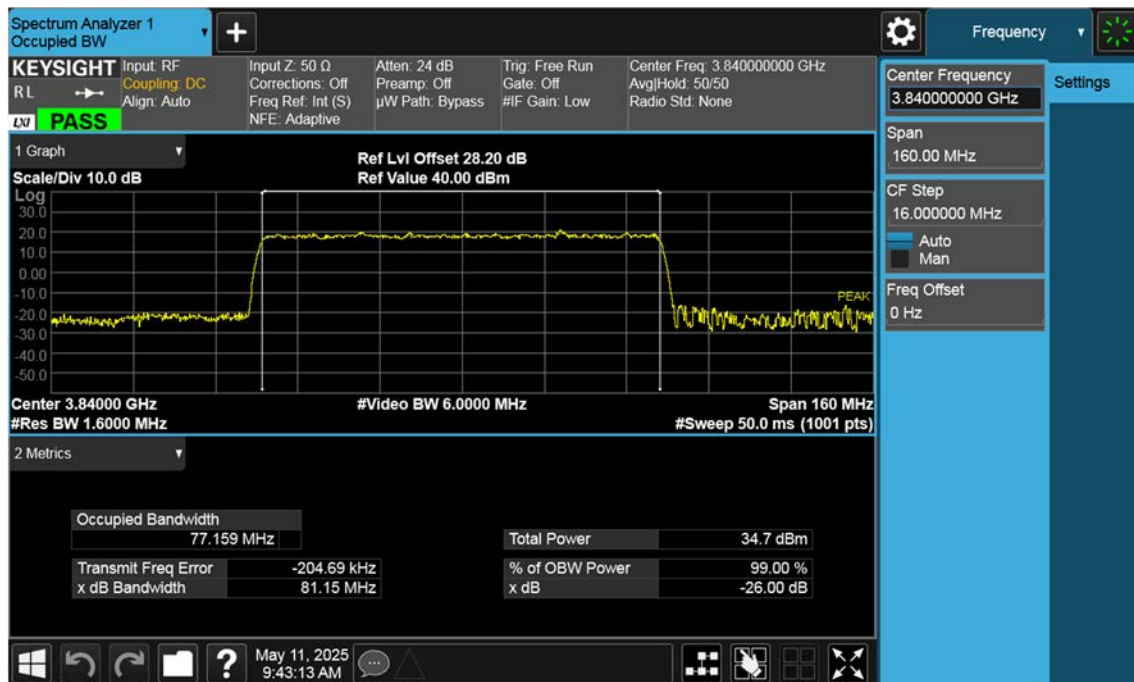 Spectrum Analyzer 1
Occupied BW
+
Frequency
KEYSIGHT
RL
LXI PASS
Input: RF
Coupling: DC
Align: Auto
Input Z: 50 Ω
Corrections: Off
Freq Ref: Int (S)
NFE: Adaptive
Atten: 24 dB
Preamp: Off
µW Path: Bypass
Trig: Free Run
Gate: Off
#IF Gain: Low
Center Freq: 3.840000000 GHz
Avg|Hold: 50/50
Radio Std: None
Center Frequency
3.840000000 GHz
Settings
Span
160.00 MHz
CF Step
16.000000 MHz
Auto
Man
Freq Offset
0 Hz
1 Graph
Scale/Div 10.0 dB
Ref Lvl Offset 28.20 dB
Ref Value 40.00 dBm
Log
30.0
20.0
10.0
0.00
-10.0
-20.0
-30.0
-40.0
-50.0
PEAK
Center 3.84000 GHz
#Video BW 6.0000 MHz
Span 160 MHz
#Res BW 1.6000 MHz
#Sweep 50.0 ms (1001 pts)
2 Metrics
Occupied Bandwidth
77.159 MHz
Total Power 34.7 dBm
Transmit Freq Error -204.69 kHz
% of OBW Power 99.00 %
x dB Bandwidth 81.15 MHz
x dB -26.00 dB
?
May 11, 2025
9:43:13 AM